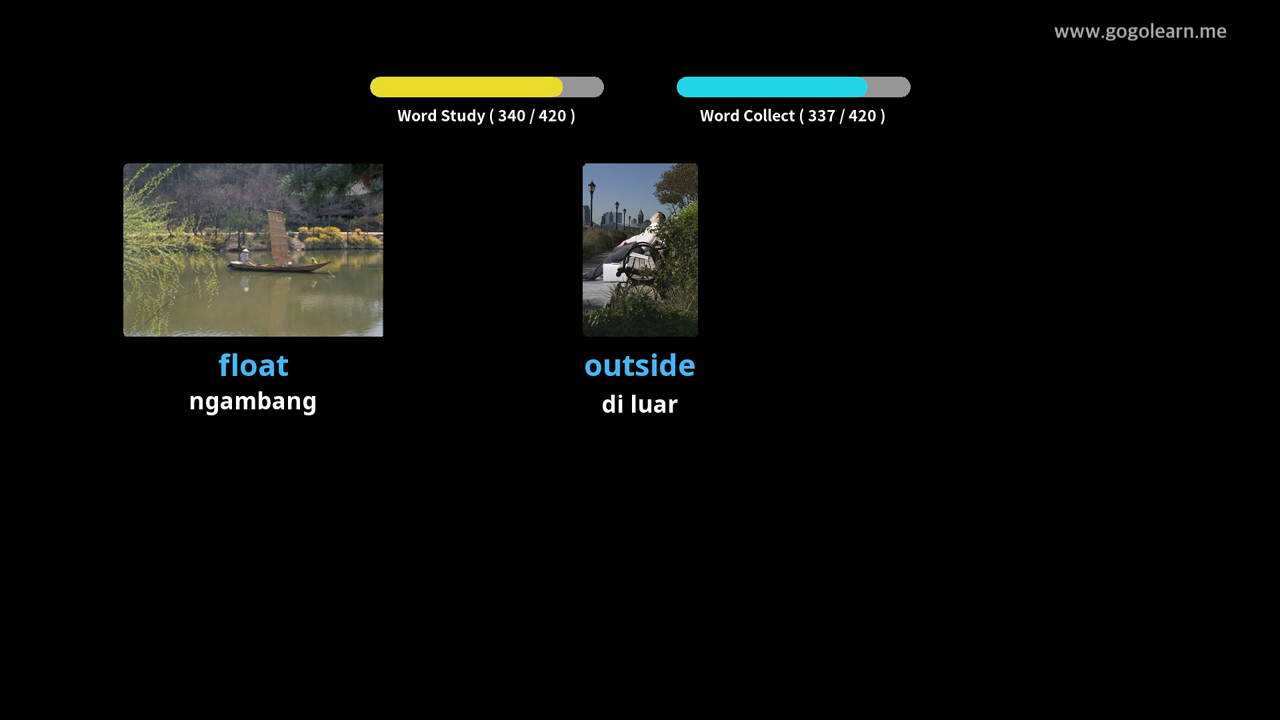 www.gogolearn.me
Word Study ( 340 / 420 )
Word Collect ( 337 / 420 )
float
ngambang
outside
di luar